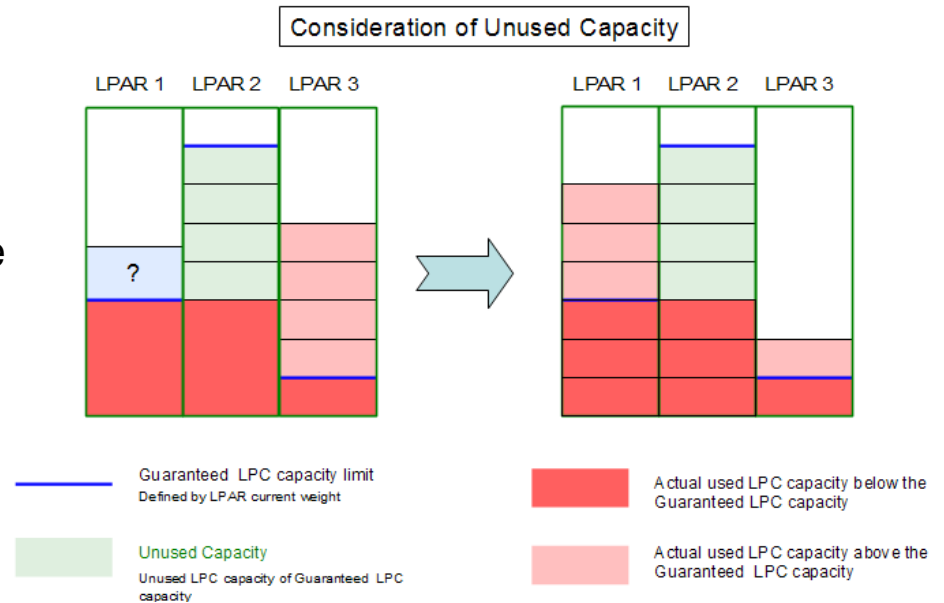 Consideration of Unused Capacity
LPAR 1 LPAR 2 LPAR 3
LPAR 1 LPAR 2 LPAR 3
e
?
Guaranteed LPC capacity limit
Defined by LPAR current weight
Unused Capacity
Unused LPC capacity of Guaranteed LPC
capacity
Actual used LPC capacity below the
Guaranteed LPC capacity
Actual used LPC capacity above the
Guaranteed LPC capacity